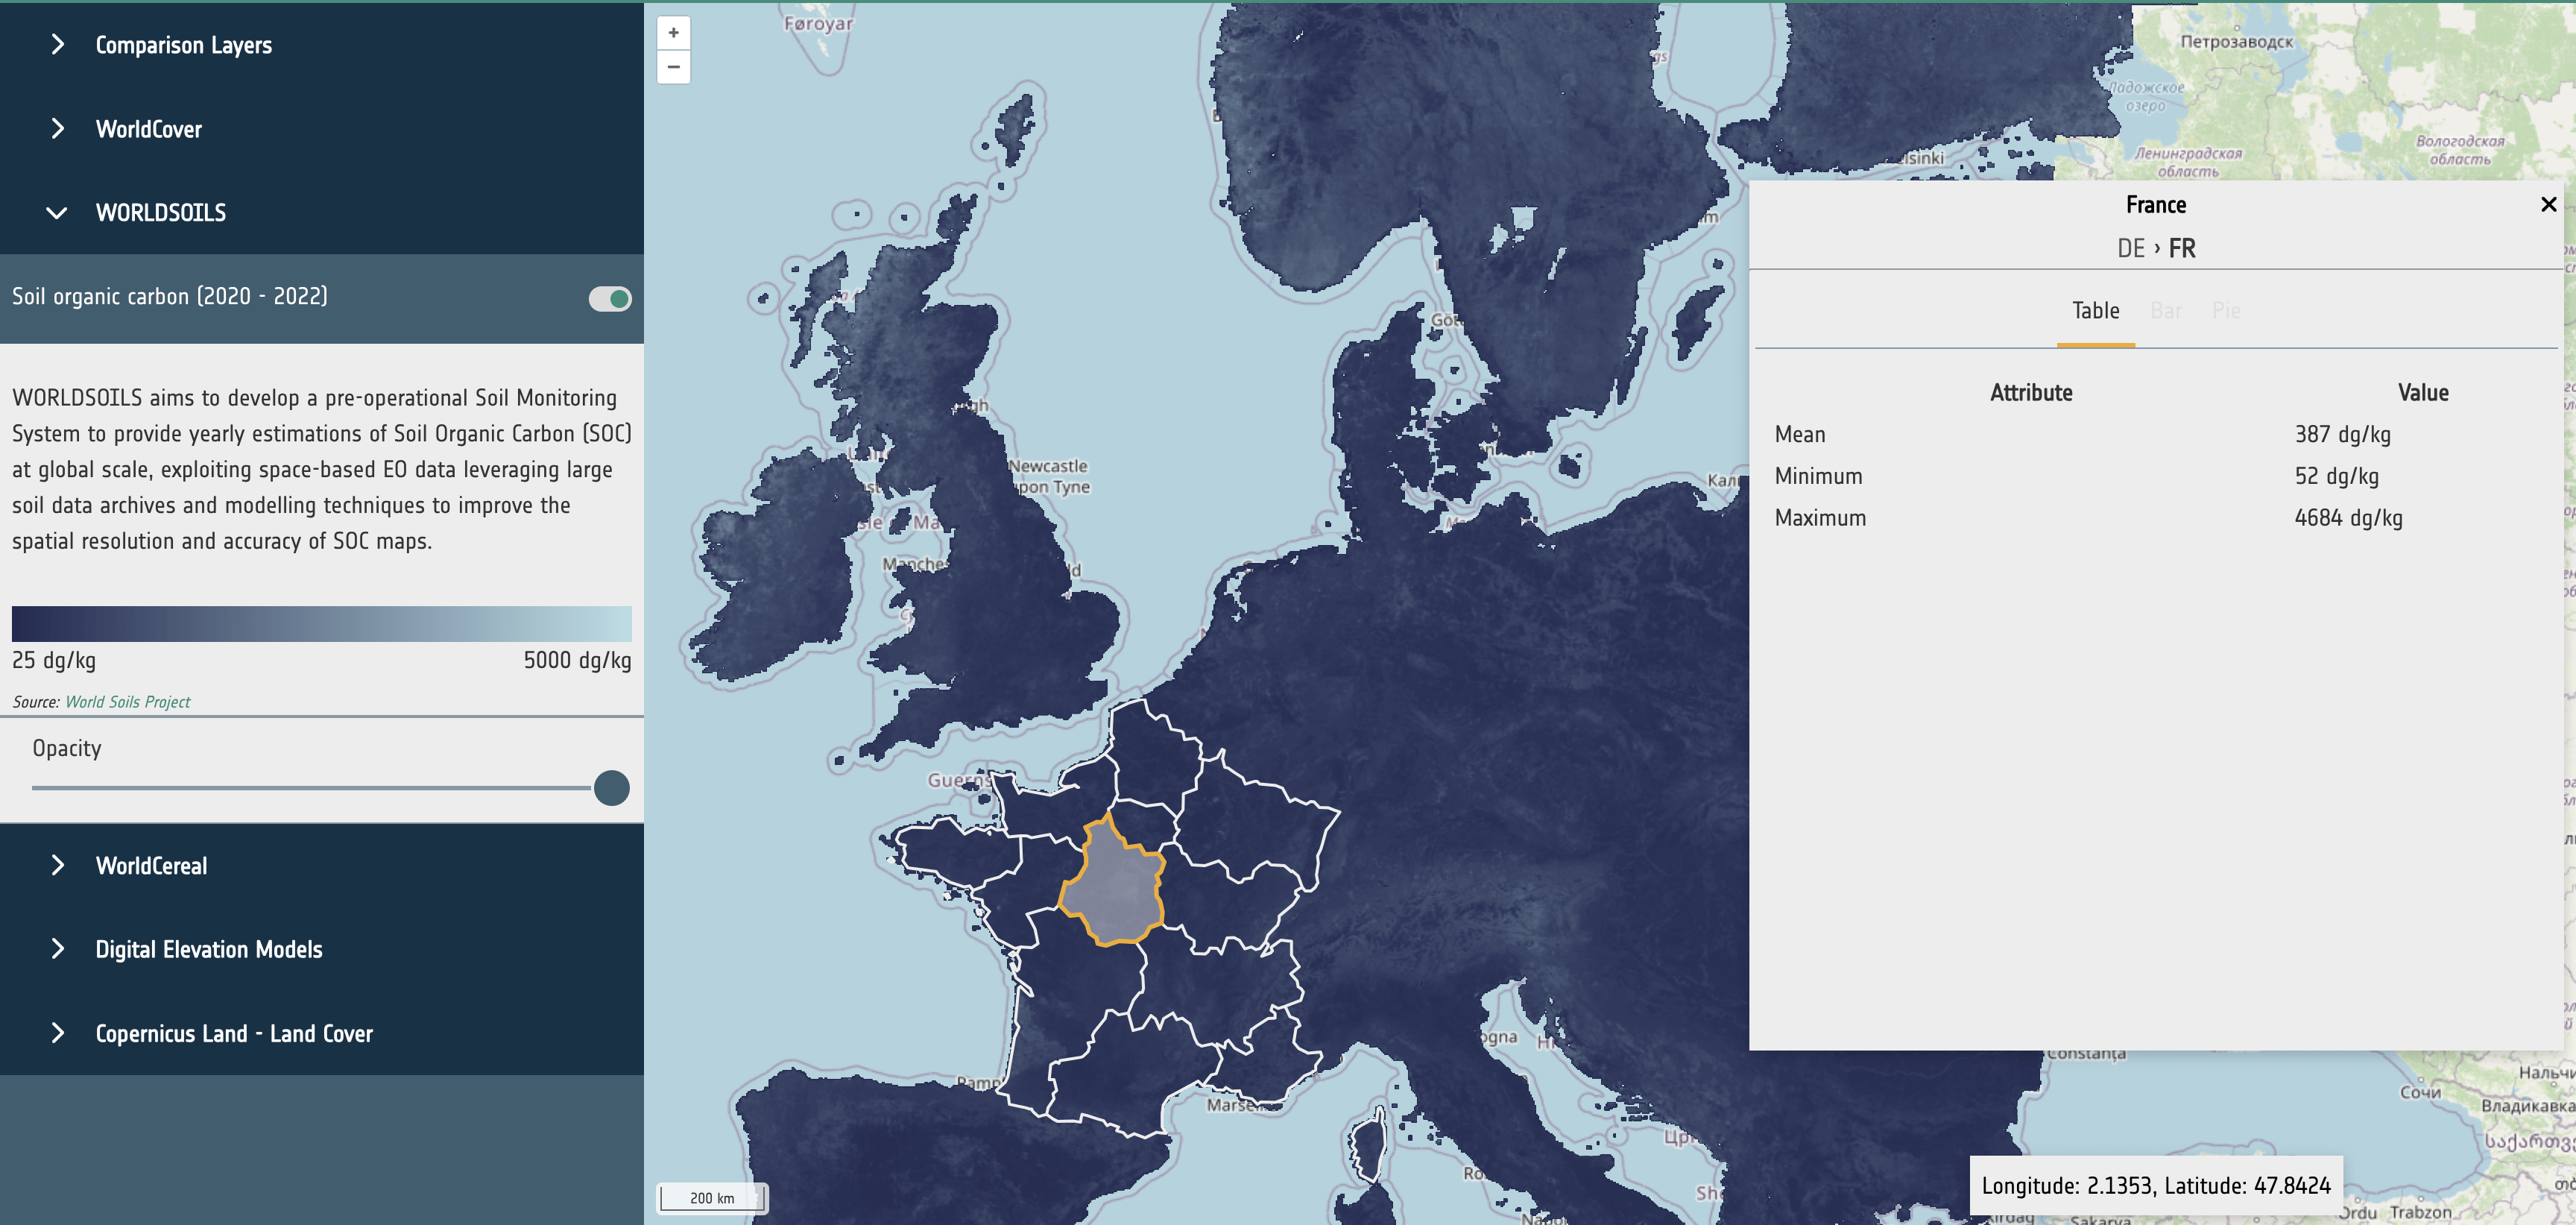 Comparison Layers
WorldCover
WORLDSOILS
Soil organic carbon (2020 - 2022)
WORLDSOILS aims to develop a pre-operational Soil Monitoring
System to provide yearly estimations of Soil Organic Carbon (SOC)
at global scale, exploiting space-based EO data leveraging large
soil data archives and modelling techniques to improve the
spatial resolution and accuracy of SOC maps.
25 dg/kg
5000 dg/kg
Source: World Soils Project
Opacity
WorldCereal
Digital Elevation Models
Copernicus Land - Land Cover
+
−
Føroyar
Newcastle
upon Tyne
200 km
Петрозаводск
Ладожское
озеро
Ленинградская
область
Вологодская
область
France
DE › FR
Table Bar Pie
Attribute Value
Mean 387 dg/kg
Minimum 52 dg/kg
Maximum 4684 dg/kg
Constanța
Сочи
Longitude: 2.1353, Latitude: 47.8424
Ordu
Trabzon